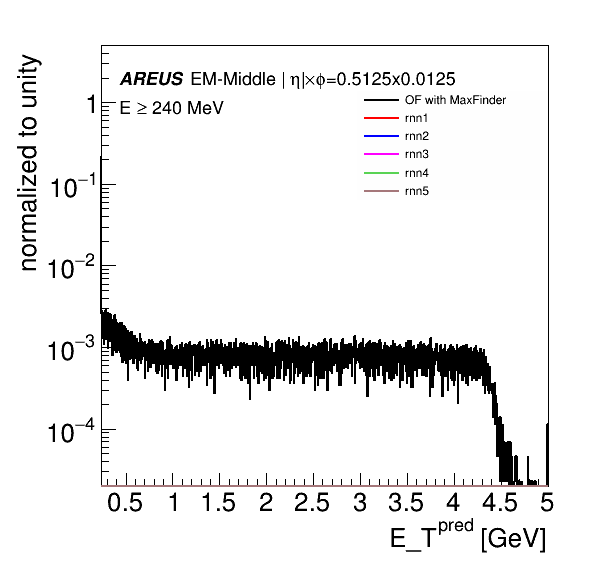 AREUS EM-Middle | η|×ϕ=0.5125x0.0125
E ≥ 240 MeV
OF with MaxFinder
rnn1
rnn2
rnn3
rnn4
rnn5
normalized to unity
1
10−1
10−2
10−3
10−4
0.5 1 1.5 2 2.5 3 3.5 4 4.5 5
E_Tpred [GeV]